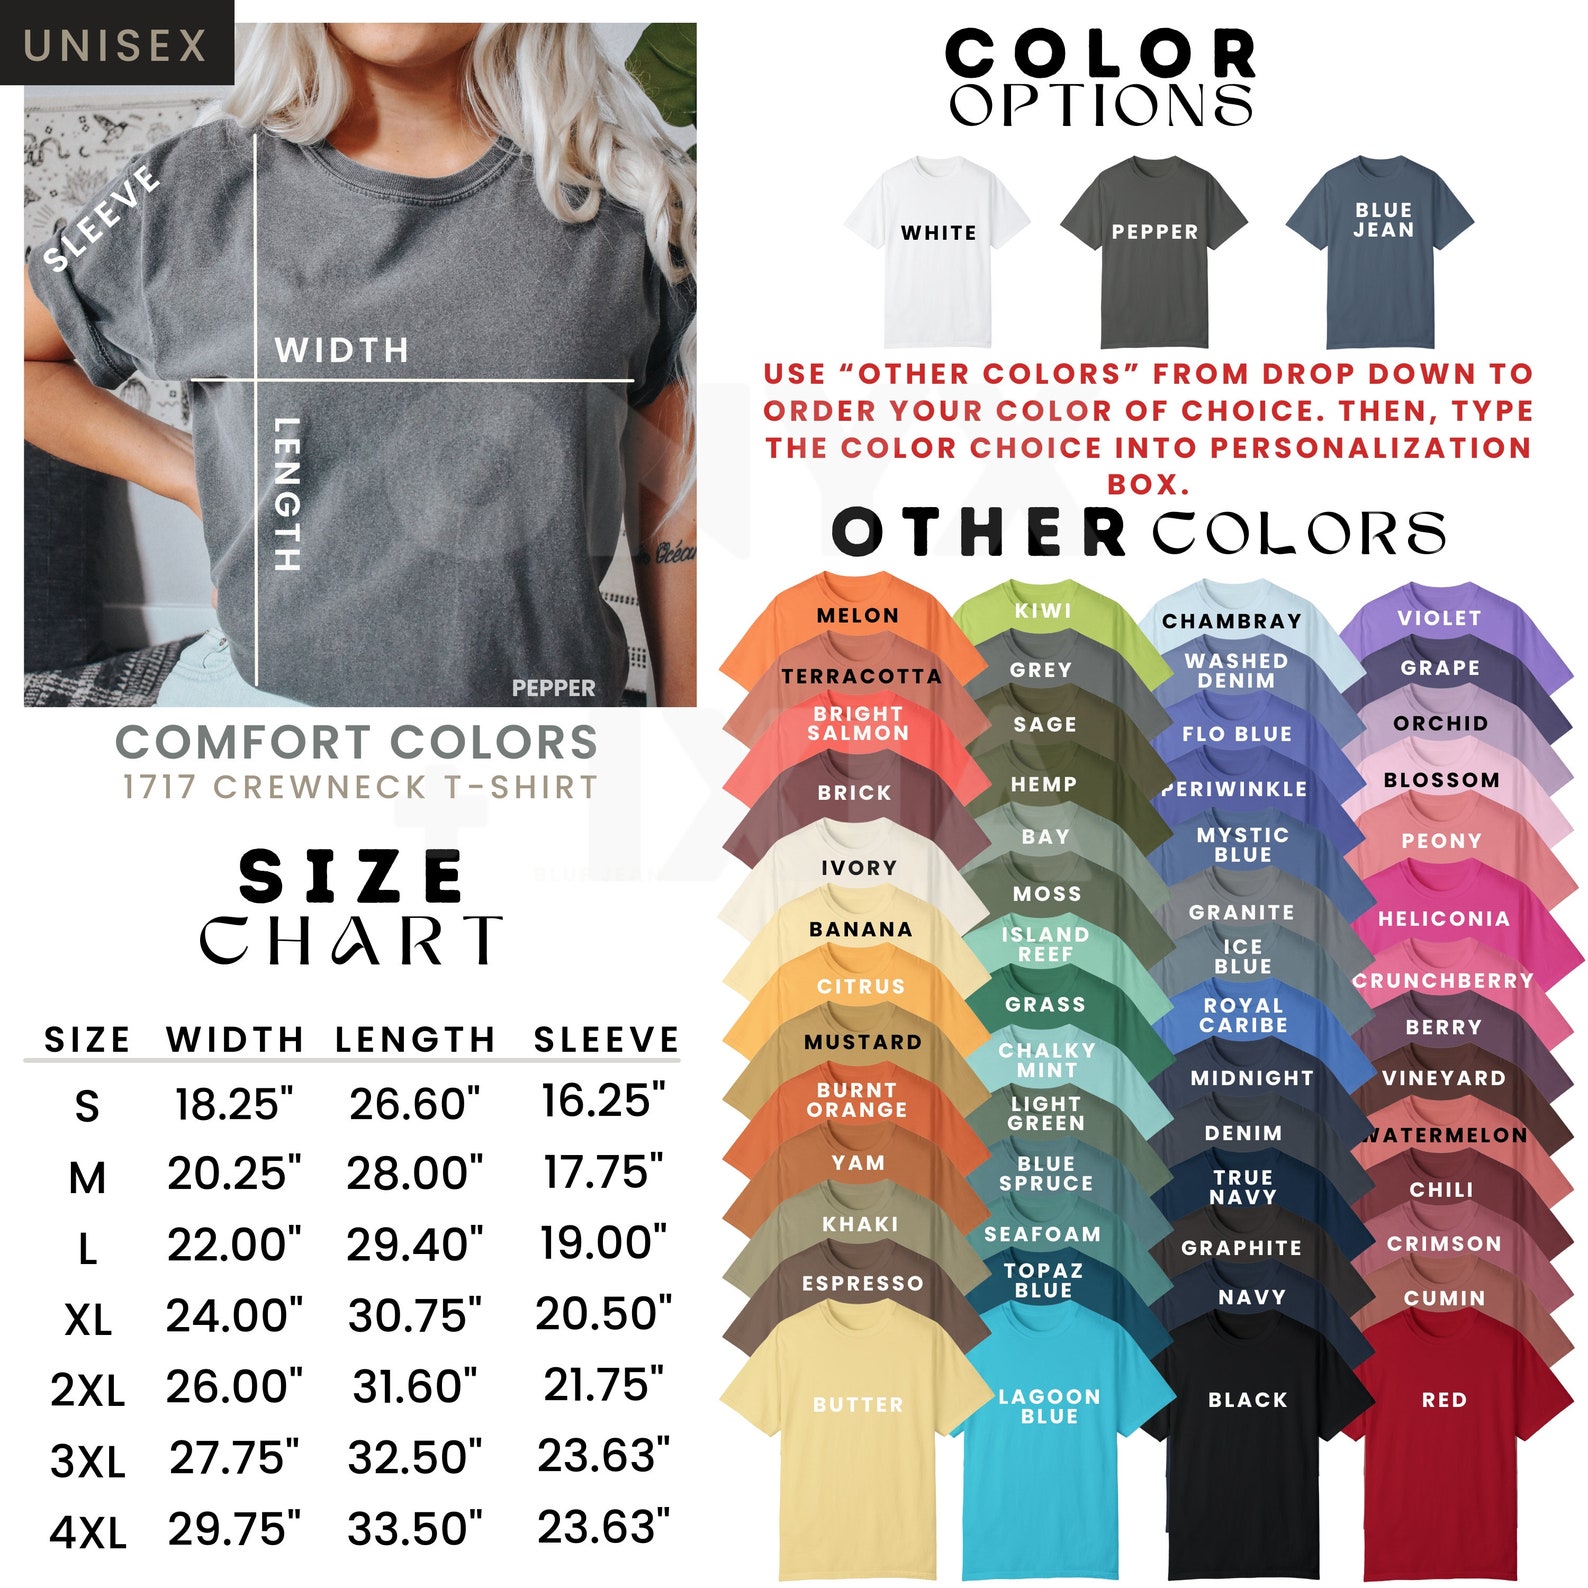 UNISEX
SLEEVE
WIDTH
LENGTH
PEPPER
COMFORT COLORS
1717 CREWNECK T-SHIRT
SIZE
CHART
SIZE WIDTH LENGTH SLEEVE
S 18.25" 26.60" 16.25"
M 20.25" 28.00" 17.75"
L 22.00" 29.40" 19.00"
XL 24.00" 30.75" 20.50"
2XL 26.00" 31.60" 21.75"
3XL 27.75" 32.50" 23.63"
4XL 29.75" 33.50" 23.63"
COLOR
OPTIONS
WHITE
PEPPER
BLUE
JEAN
USE “OTHER COLORS” FROM DROP DOWN TO
ORDER YOUR COLOR OF CHOICE. THEN, TYPE
THE COLOR CHOICE INTO PERSONALIZATION
BOX.
OTHER COLORS
MELON
TERRACOTTA
BRIGHT
SALMON
BRICK
IVORY
BANANA
CITRUS
MUSTARD
BURNT
ORANGE
YAM
KHAKI
ESPRESSO
BUTTER
KIWI
GREY
SAGE
HEMP
BAY
MOSS
ISLAND
REEF
GRASS
CHALKY
MINT
LIGHT
GREEN
BLUE
SPRUCE
SEAFOAM
TOPAZ
BLUE
LAGOON
BLUE
CHAMBRAY
WASHED
DENIM
FLO BLUE
PERIWINKLE
MYSTIC
BLUE
GRANITE
ICE
BLUE
ROYAL
CARIBE
MIDNIGHT
DENIM
TRUE
NAVY
GRAPHITE
NAVY
BLACK
VIOLET
GRAPE
ORCHID
BLOSSOM
PEONY
HELICONIA
CRUNCHBERRY
BERRY
VINEYARD
WATERMELON
CHILI
CRIMSON
CUMIN
RED